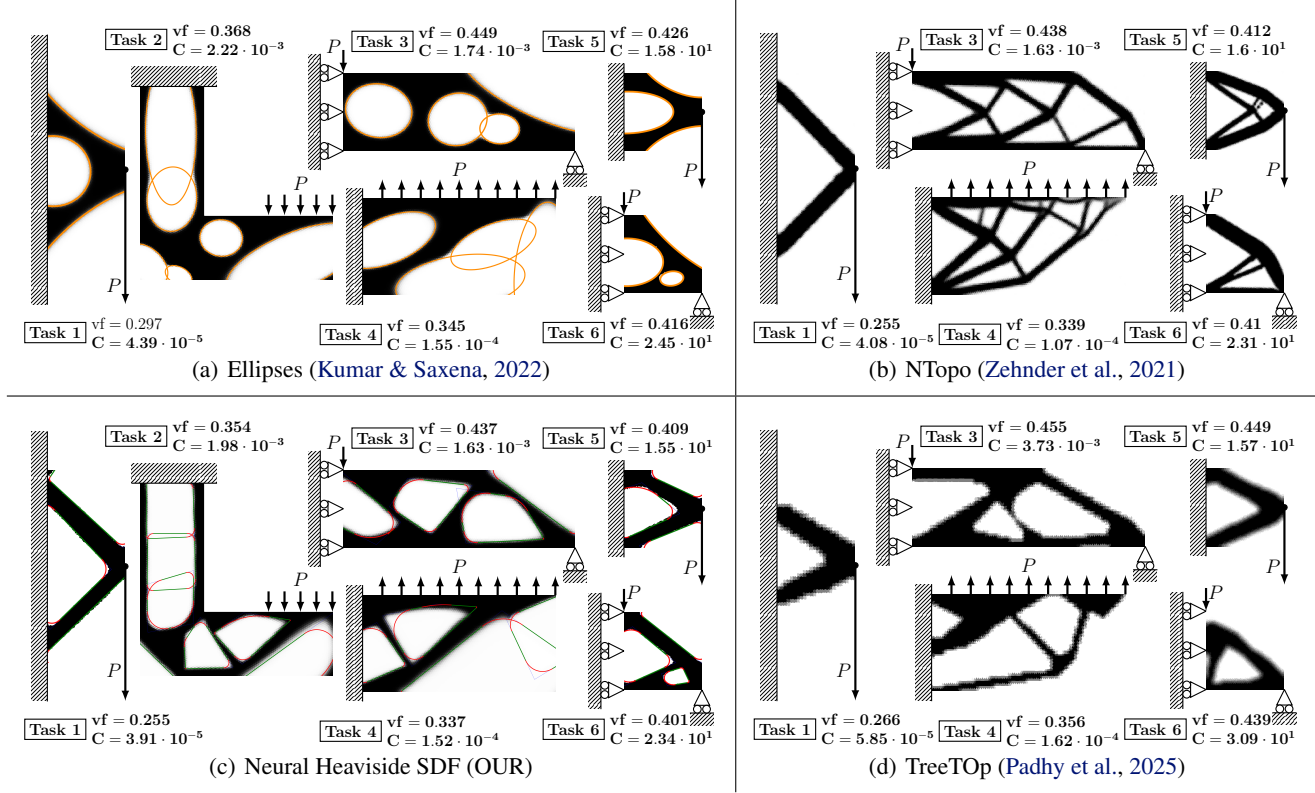 Task 2
vf = 0.368
C = 2.22 · 10⁻³
Task 3
vf = 0.449
C = 1.74 · 10⁻³
Task 5
vf = 0.426
C = 1.58 · 10¹
P
P
P
P
P
P
Task 1
vf = 0.297
C = 4.39 · 10⁻⁵
Task 4
vf = 0.345
C = 1.55 · 10⁻⁴
Task 6
vf = 0.416
C = 2.45 · 10¹
(a) Ellipses (Kumar & Saxena, 2022)
Task 3
vf = 0.438
C = 1.63 · 10⁻³
Task 5
vf = 0.412
C = 1.6 · 10¹
P
P
P
P
P
Task 1
vf = 0.255
C = 4.08 · 10⁻⁵
Task 4
vf = 0.339
C = 1.07 · 10⁻⁴
Task 6
vf = 0.41
C = 2.31 · 10¹
(b) NTopo (Zehnder et al., 2021)
Task 2
vf = 0.354
C = 1.98 · 10⁻³
Task 3
vf = 0.437
C = 1.63 · 10⁻³
Task 5
vf = 0.409
C = 1.55 · 10¹
P
P
P
P
P
P
Task 1
vf = 0.255
C = 3.91 · 10⁻⁵
Task 4
vf = 0.337
C = 1.52 · 10⁻⁴
Task 6
vf = 0.401
C = 2.34 · 10¹
(c) Neural Heaviside SDF (OUR)
Task 3
vf = 0.455
C = 3.73 · 10⁻³
Task 5
vf = 0.449
C = 1.57 · 10¹
P
P
P
P
P
Task 1
vf = 0.266
C = 5.85 · 10⁻⁵
Task 4
vf = 0.356
C = 1.62 · 10⁻⁴
Task 6
vf = 0.439
C = 3.09 · 10¹
(d) TreeTOp (Padhy et al., 2025)